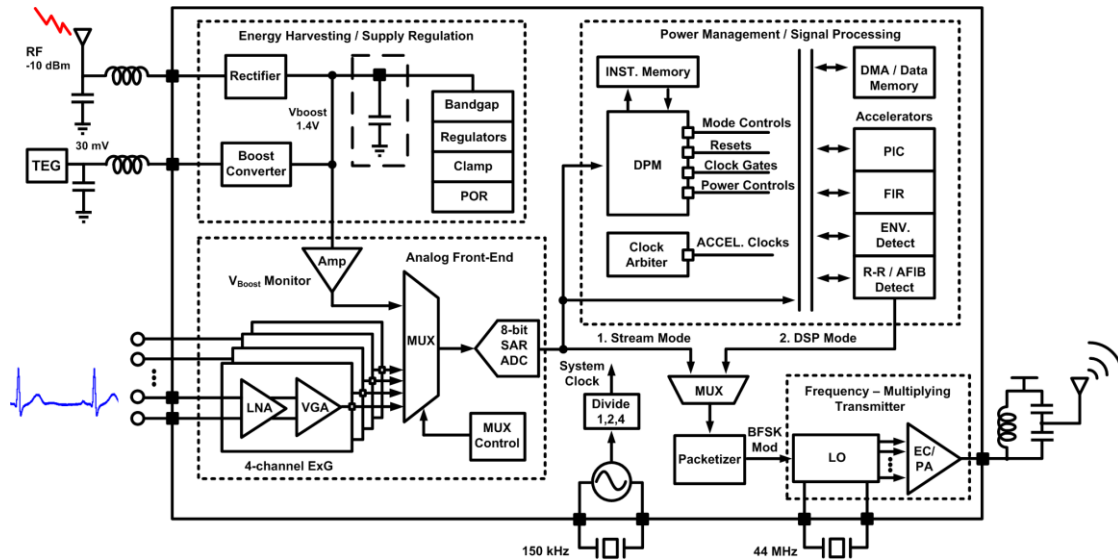 Energy Harvesting / Supply Regulation
RF
-10 dBm
Rectifier
Vboost
1.4V
Bandgap
Regulators
Clamp
POR
30 mV
TEG
Boost
Converter
Power Management / Signal Processing
INST. Memory
DPM
Mode Controls
Resets
Clock Gates
Power Controls
Clock
Arbiter
ACCEL. Clocks
DMA / Data
Memory
Accelerators
PIC
FIR
ENV.
Detect
R-R / AFIB
Detect
Analog Front-End
Amp
VBoost Monitor
MUX
8-bit
SAR
ADC
LNA
VGA
4-channel ExG
MUX
Control
1. Stream Mode
2. DSP Mode
System
Clock
Divide
1,2,4
MUX
Packetizer
BFSK
Mod
Frequency – Multiplying
Transmitter
LO
EC/
PA
150 kHz
44 MHz